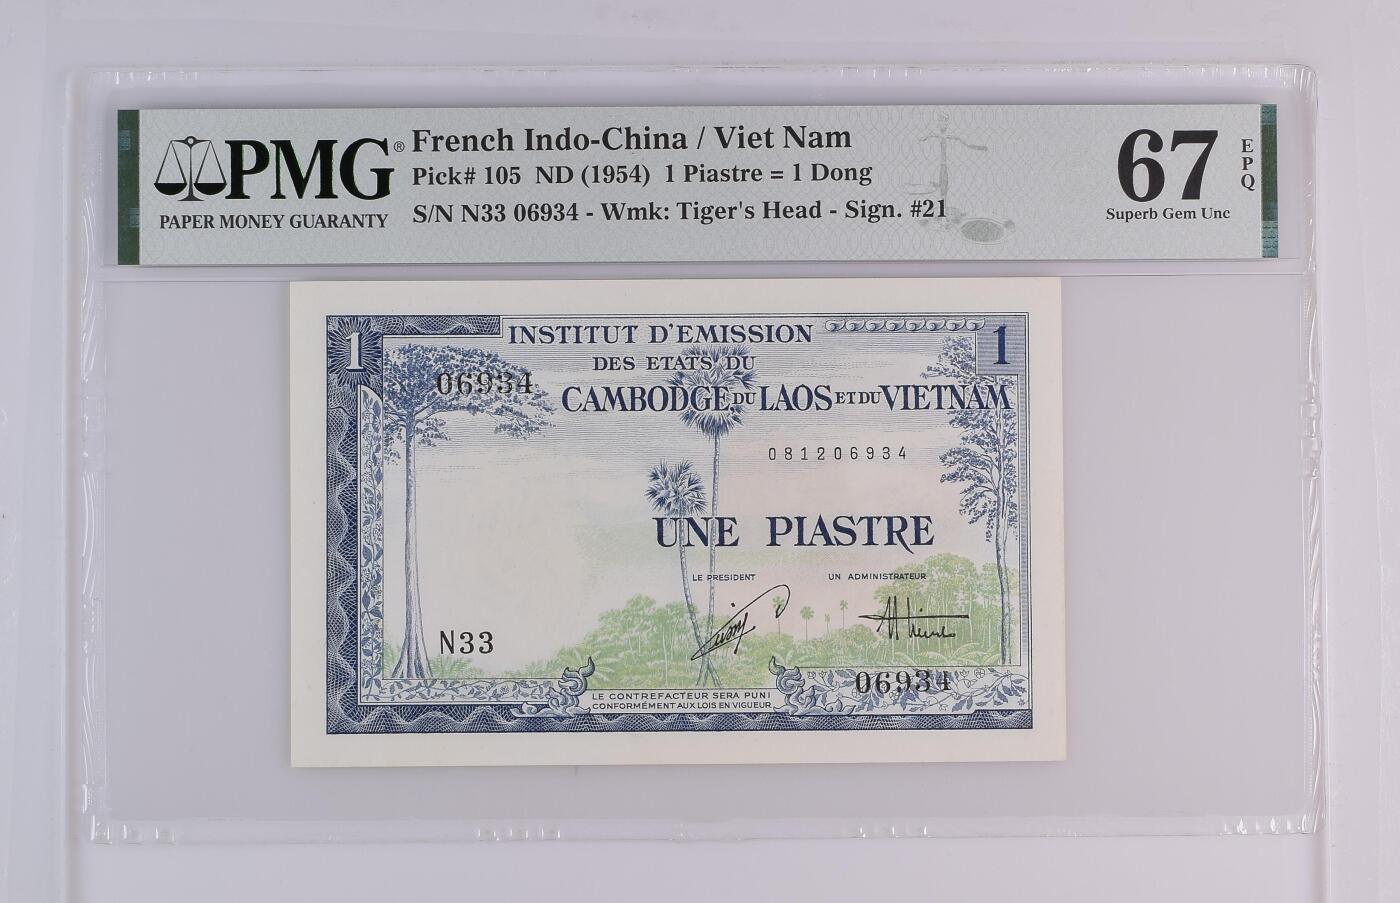 PMG®
PAPER MONEY GUARANTY
French Indo-China / Viet Nam
Pick# 105 ND (1954) 1 Piastre = 1 Dong
S/N N33 06934 - Wmk: Tiger's Head - Sign. #21
67
EPQ
Superb Gem Unc
1
INSTITUT D'EMISSION
1
DES ETATS DU
06934
CAMBODGE, DU LAOS ET DU VIETNAM
081206934
UNE PIASTRE
LE PRESIDENT
UN ADMINISTRATEUR
N33
06934
LE CONTREFACTEUR SERA PUNI
CONFORMÉMENT AUX LOIS EN VIGUEUR